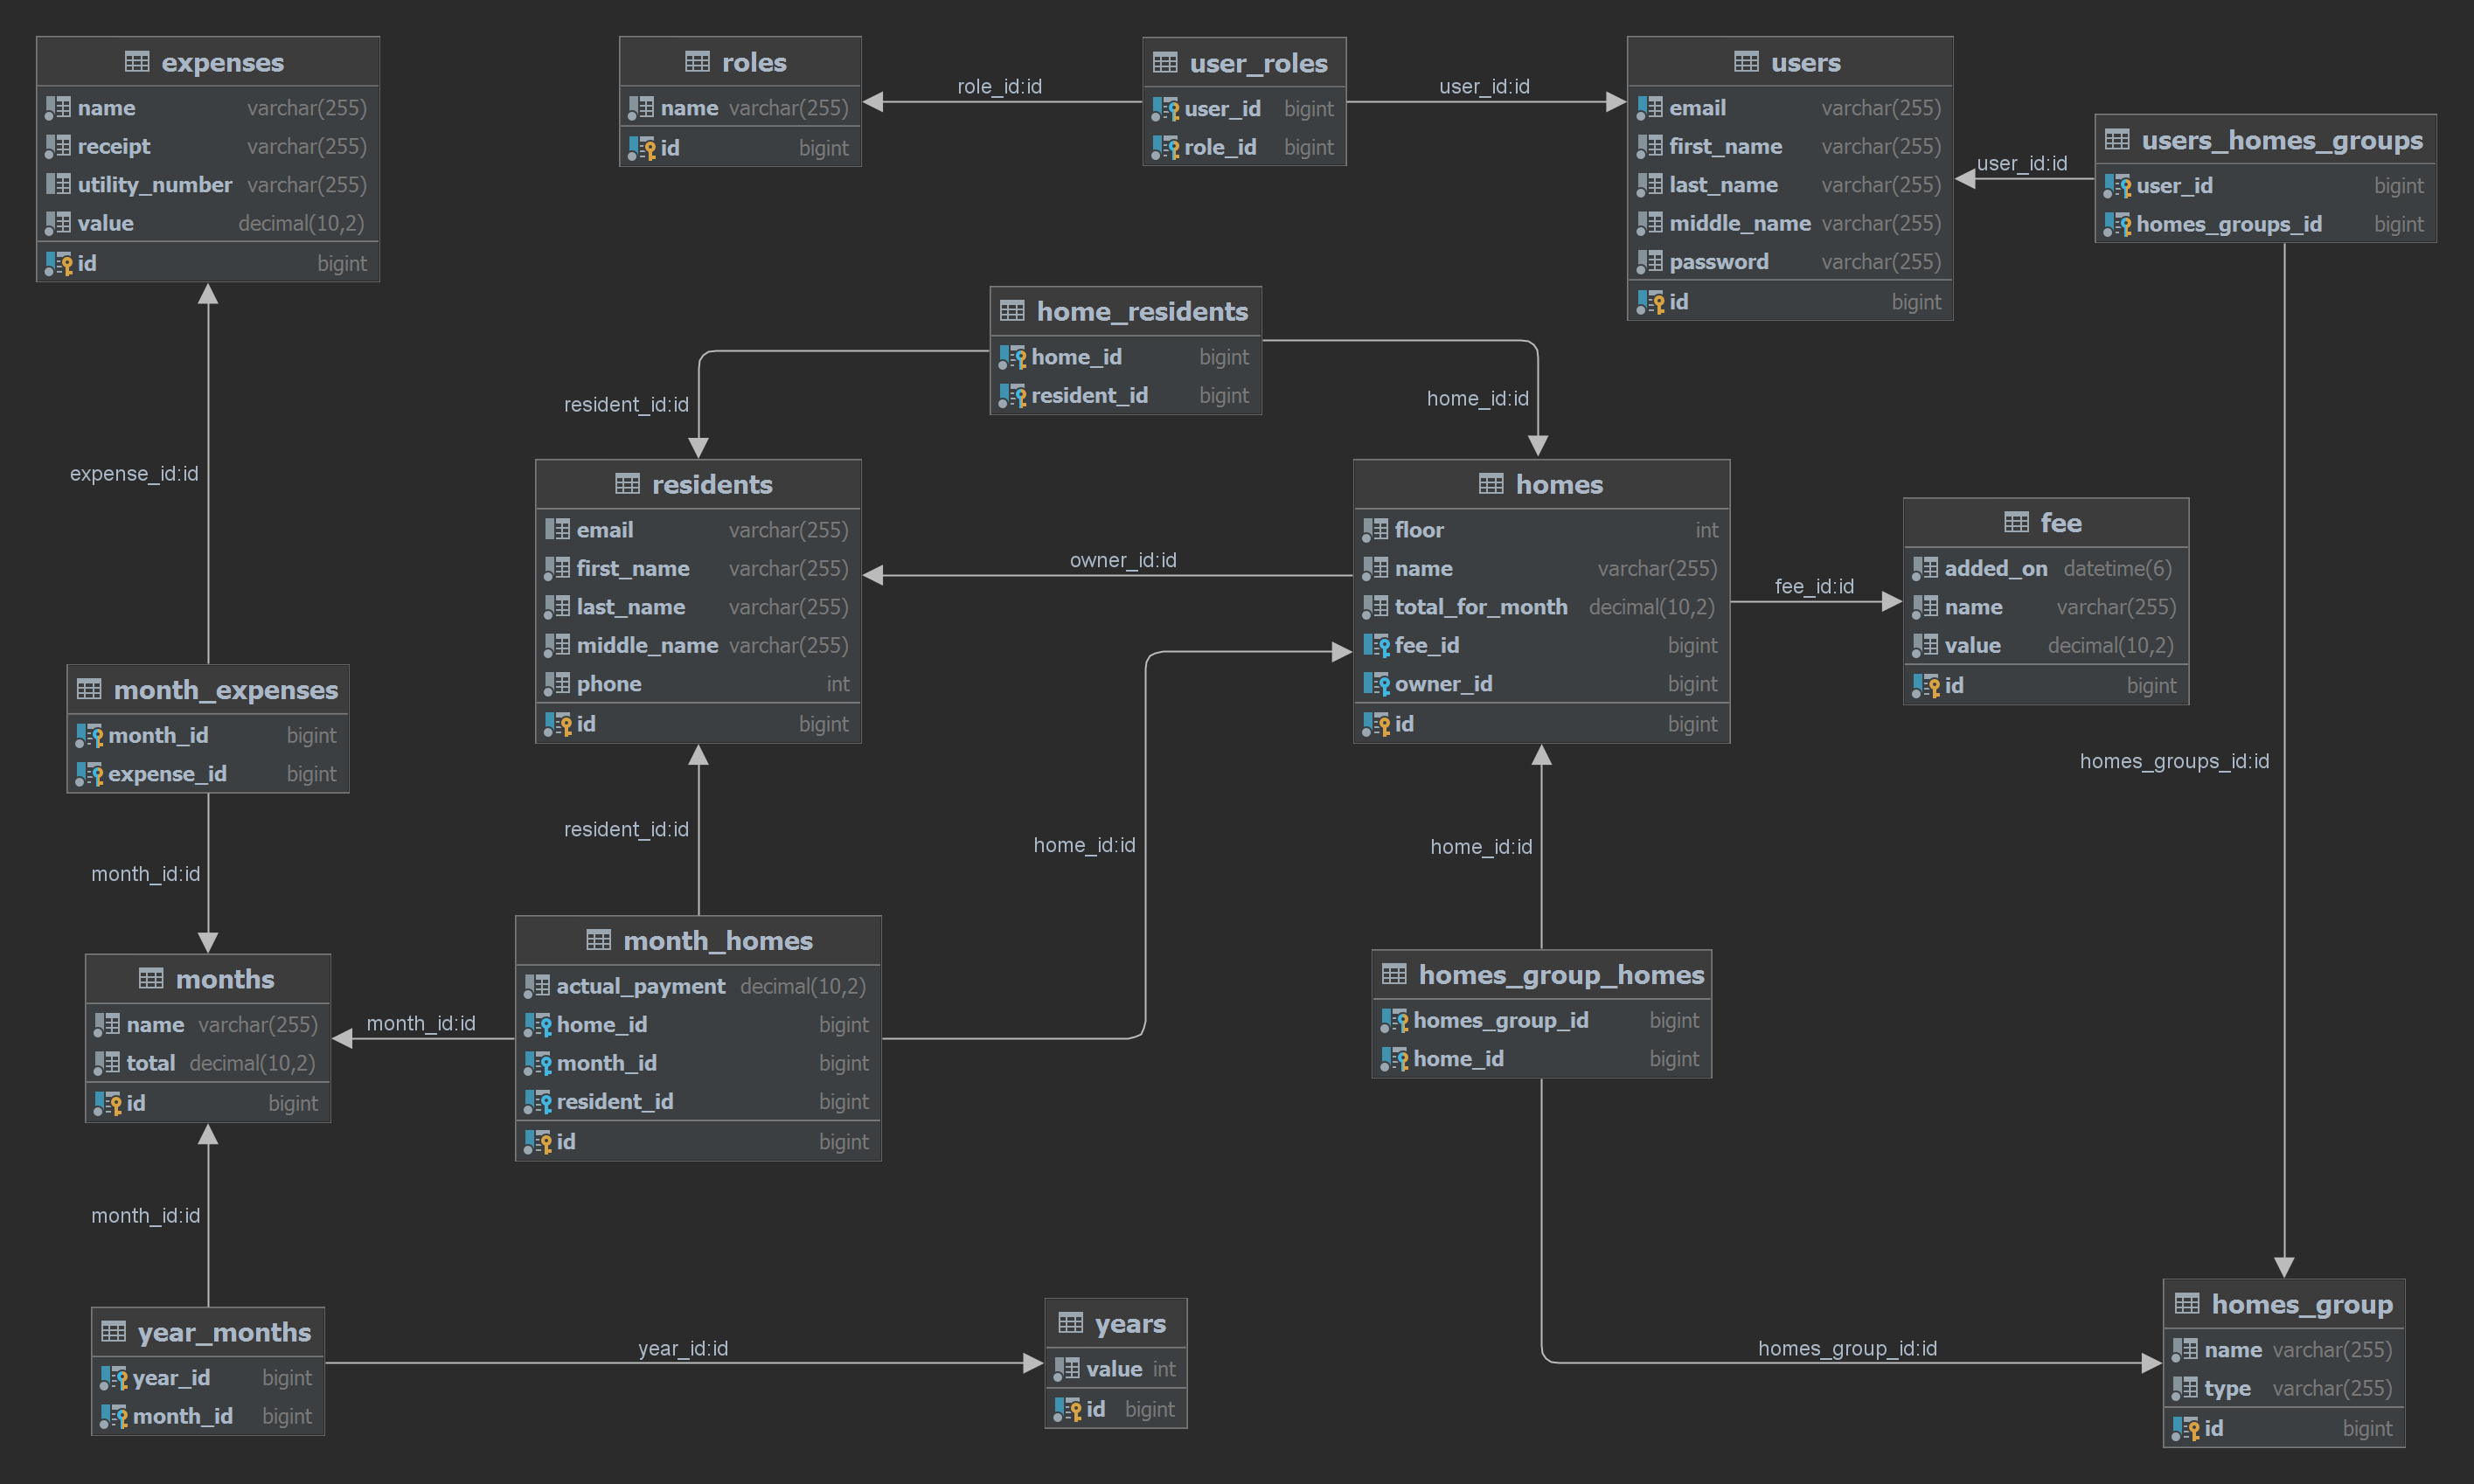 expenses
name varchar(255)
receipt varchar(255)
utility_number varchar(255)
value decimal(10,2)
id bigint
roles
name varchar(255)
id bigint
role_id:id
user_roles
user_id bigint
role_id bigint
user_id:id
users
email varchar(255)
first_name varchar(255)
last_name varchar(255)
middle_name varchar(255)
password varchar(255)
id bigint
user_id:id
users_homes_groups
user_id bigint
homes_groups_id bigint
home_residents
home_id bigint
resident_id bigint
resident_id:id
home_id:id
expense_id:id
residents
email varchar(255)
first_name varchar(255)
last_name varchar(255)
middle_name varchar(255)
phone int
id bigint
owner_id:id
homes
floor int
name varchar(255)
total_for_month decimal(10,2)
fee_id bigint
owner_id bigint
id bigint
fee_id:id
fee
added_on datetime(6)
name varchar(255)
value decimal(10,2)
id bigint
homes_groups_id:id
month_expenses
month_id bigint
expense_id bigint
month_id:id
resident_id:id
home_id:id
home_id:id
months
name varchar(255)
total decimal(10,2)
id bigint
month_id:id
month_homes
actual_payment decimal(10,2)
home_id bigint
month_id bigint
resident_id bigint
id bigint
homes_group_homes
homes_group_id bigint
home_id bigint
month_id:id
year_months
year_id bigint
month_id bigint
year_id:id
years
value int
id bigint
homes_group_id:id
homes_group
name varchar(255)
type varchar(255)
id bigint